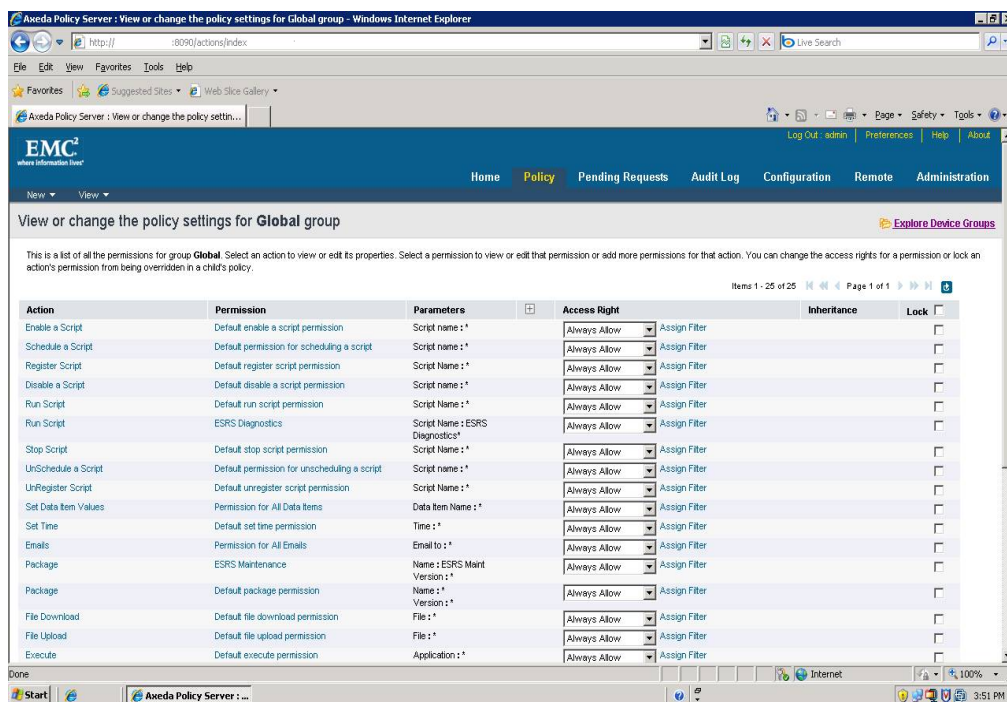 Axeda Policy Server : View or change the policy settings for Global group - Windows Internet Explorer
http:// :8090/actions/index
Live Search
File Edit View Favorites Tools Help
Favorites Suggested Sites Web Slice Gallery
Axeda Policy Server : View or change the policy settin...
Page Safety Tools
Log Out : admin Preferences Help About
EMC²
where information lives®
Home Policy Pending Requests Audit Log Configuration Remote Administration
New View
View or change the policy settings for Global group
Explore Device Groups
This is a list of all the permissions for group Global. Select an action to view or edit its properties. Select a permission to view or edit that permission or add more permissions for that action. You can change the access rights for a permission or lock an
action's permission from being overridden in a child's policy.
Items 1 - 25 of 25 Page 1 of 1
Action Permission Parameters Access Right Inheritance Lock
Enable a Script Default enable a script permission Script name : * Always Allow Assign Filter
Schedule a Script Default permission for scheduling a script Script name : * Always Allow Assign Filter
Register Script Default register script permission Script Name : * Always Allow Assign Filter
Disable a Script Default disable a script permission Script name : * Always Allow Assign Filter
Run Script Default run script permission Script Name : * Always Allow Assign Filter
Run Script ESRS Diagnostics Script Name : ESRS Always Allow Assign Filter
Diagnostics*
Stop Script Default stop script permission Script Name : * Always Allow Assign Filter
UnSchedule a Script Default permission for unscheduling a script Script name : * Always Allow Assign Filter
UnRegister Script Default unregister script permission Script Name : * Always Allow Assign Filter
Set Data Item Values Permission for All Data Items Data Item Name : * Always Allow Assign Filter
Set Time Default set time permission Time : * Always Allow Assign Filter
Emails Permission for All Emails Email to : * Always Allow Assign Filter
Package ESRS Maintenance Name : ESRS Maint Always Allow Assign Filter
Version : *
Package Default package permission Name : * Always Allow Assign Filter
Version : *
File Download Default file download permission File : * Always Allow Assign Filter
File Upload Default file upload permission File : * Always Allow Assign Filter
Execute Default execute permission Application : * Always Allow Assign Filter
Done Internet 100%
Start Axeda Policy Server : ... 3:51 PM